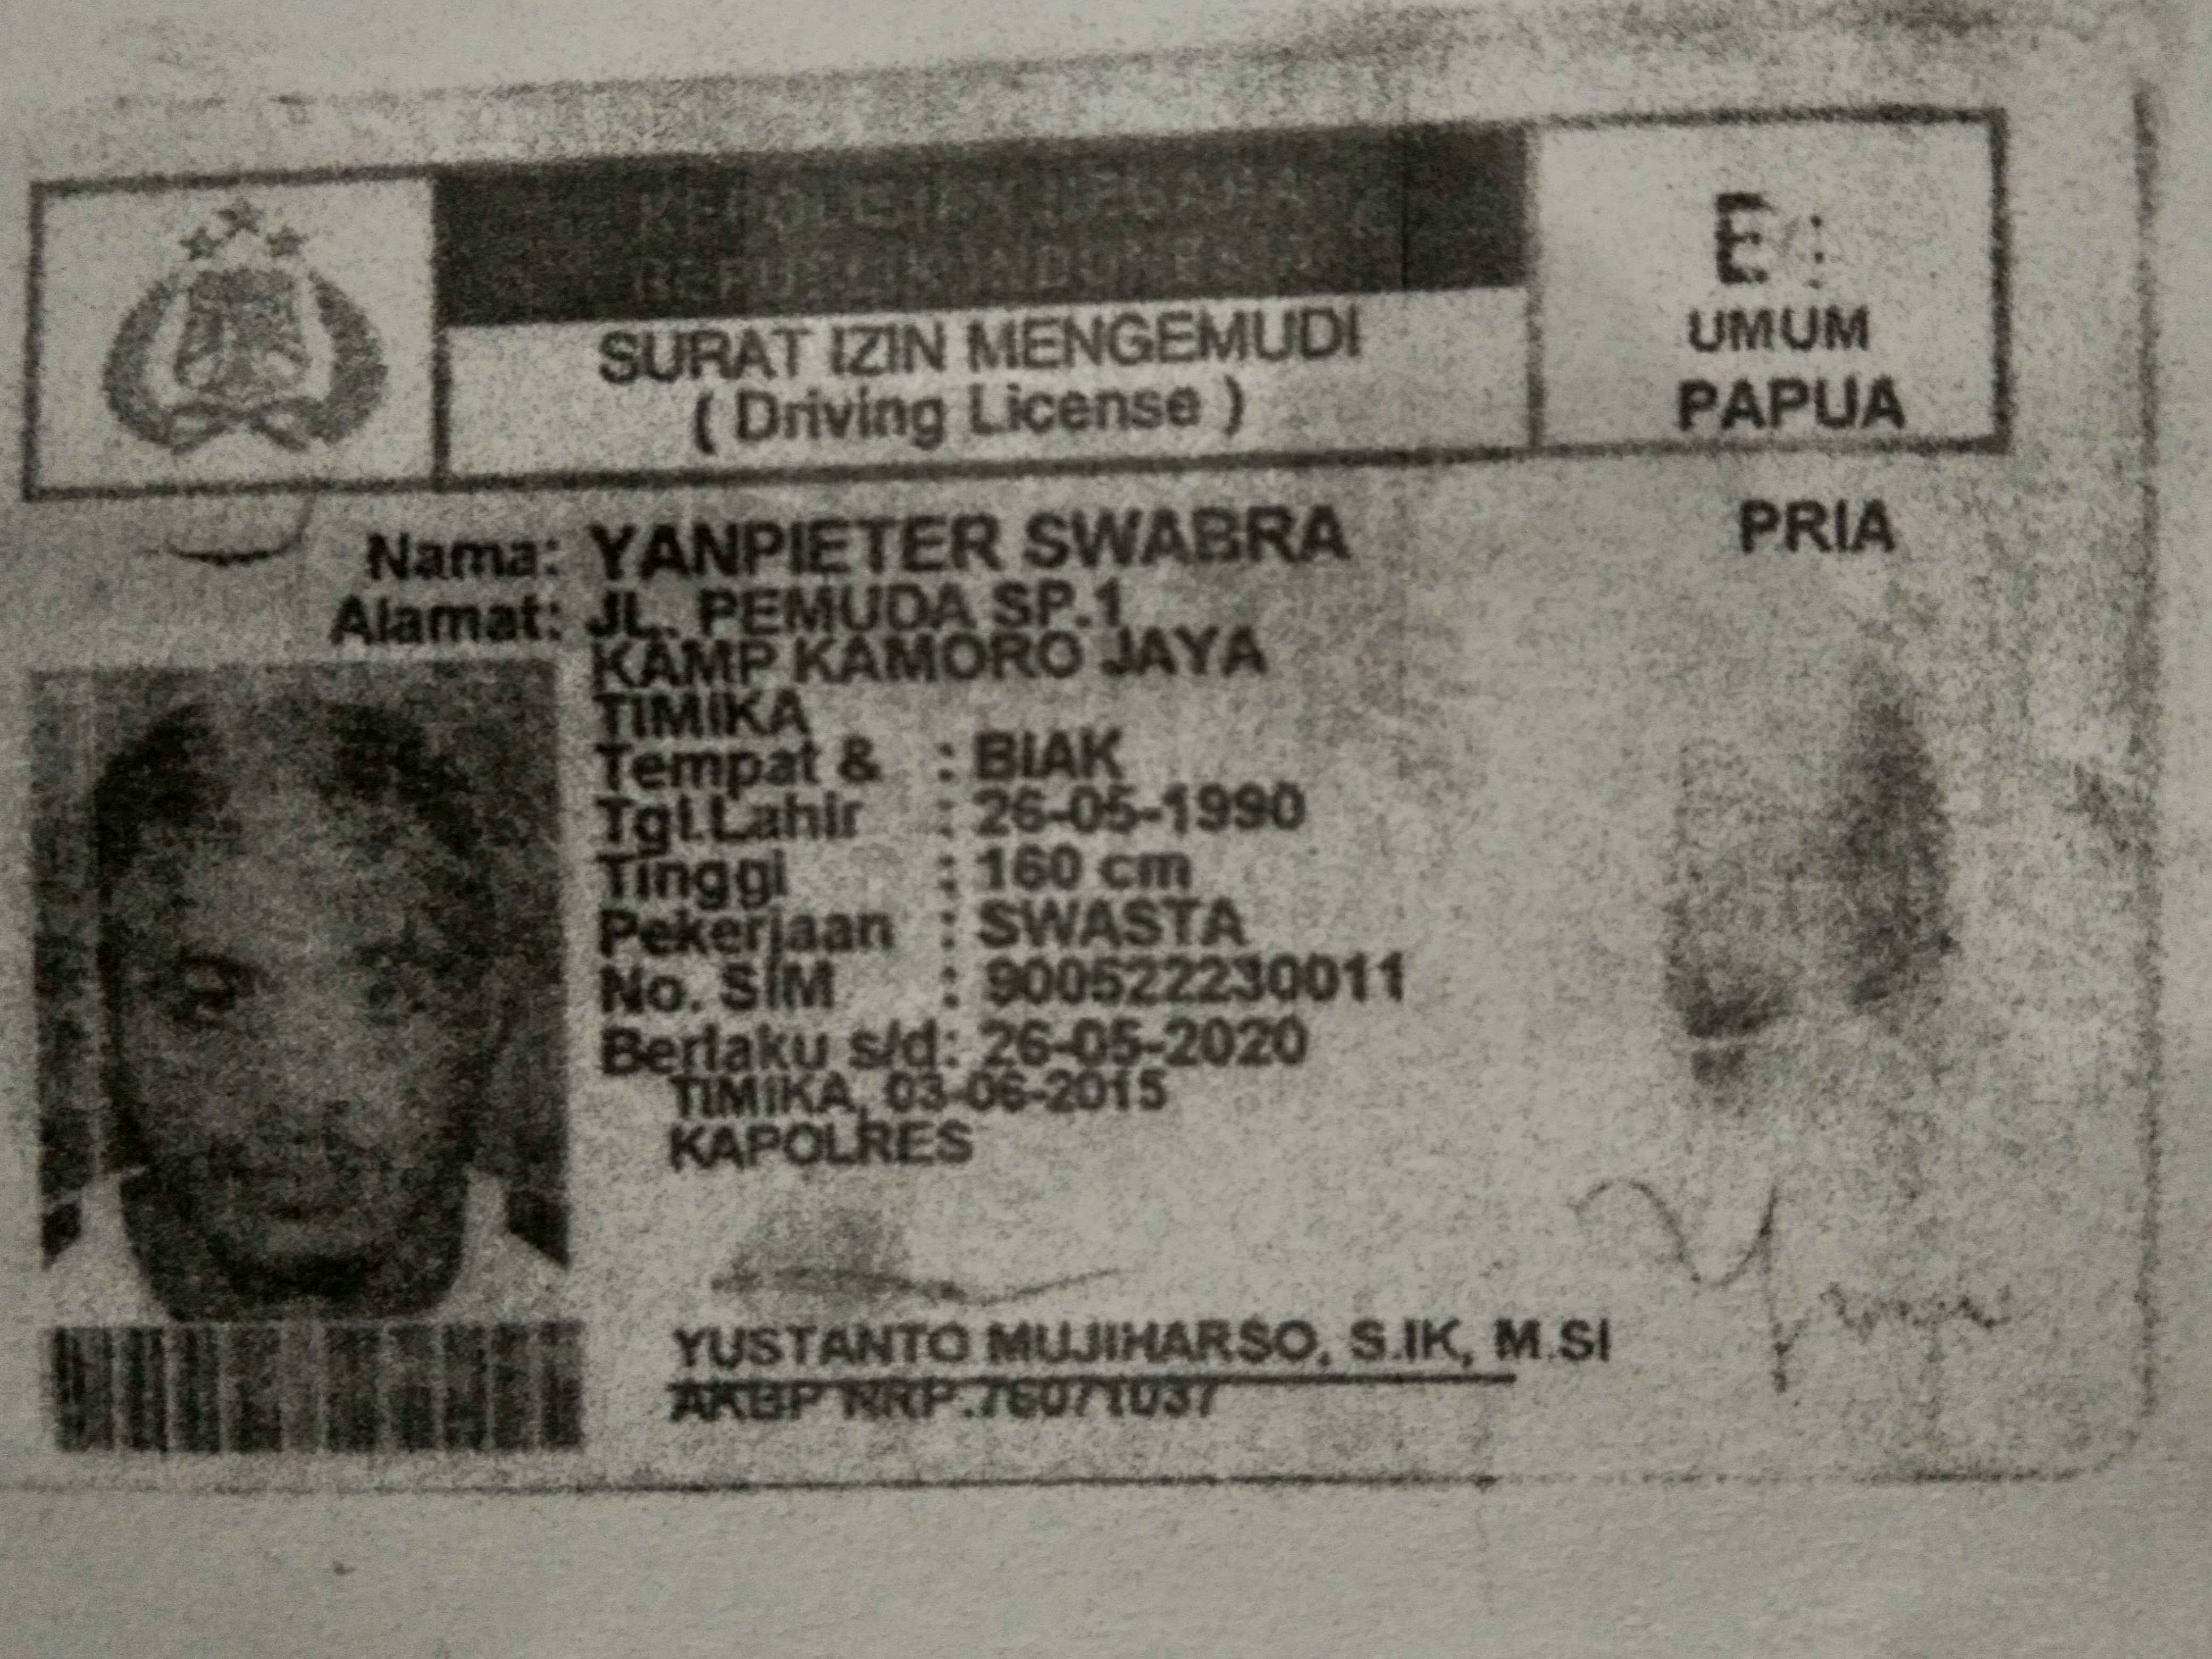 KEPOLISIAN NEGARA
REPUBLIK INDONESIA
SURAT IZIN MENGEMUDI
( Driving License )
UMUM
PAPUA
PRIA
Nama: YANPIETER SWABRA
Alamat: JL. PEMUDA SP.1
KAMP KAMORO JAYA
TIMIKA
Tempat & : BIAK
Tgl.Lahir : 26-05-1990
Tinggi : 160 cm
Pekerjaan : SWASTA
No. SIM : 900522230011
Berlaku s/d: 26-05-2020
TIMIKA, 03-06-2015
KAPOLRES
YUSTANTO MUJIHARSO, S.IK, M.SI
AKBP NRP.76071037